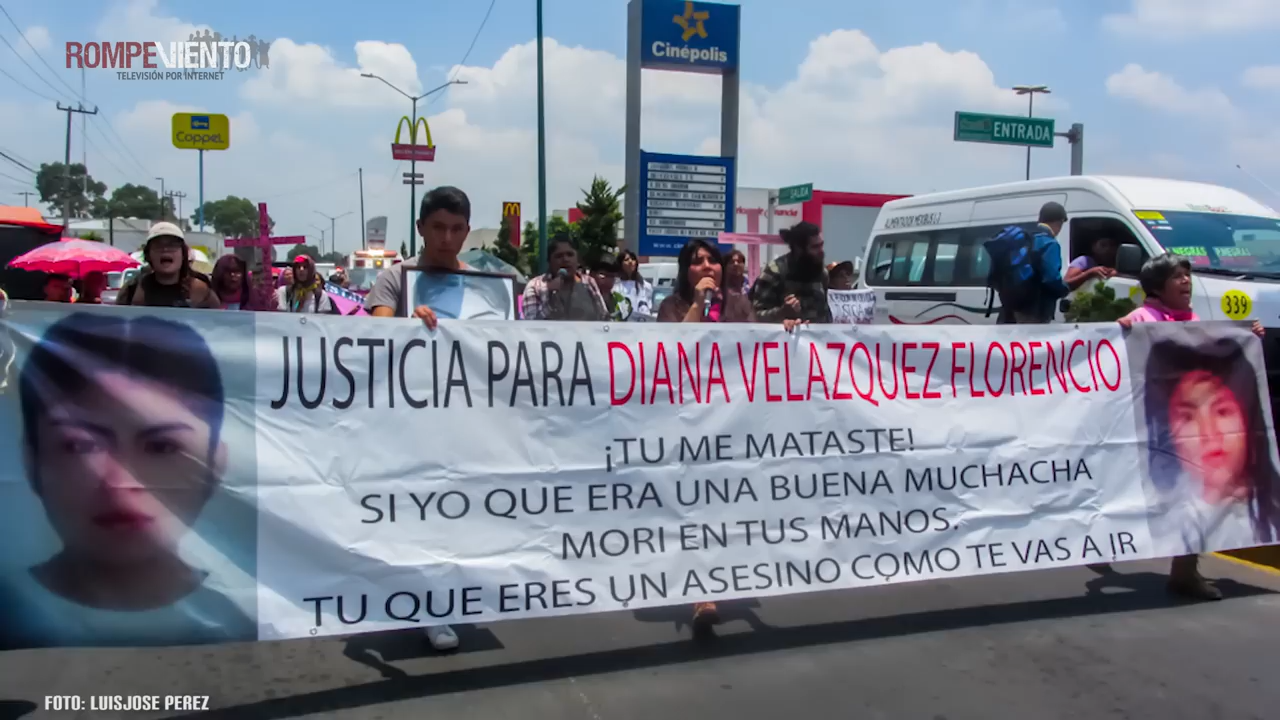 ROMPEVIENTO
TELEVISIÓN POR INTERNET
Cinépolis
Coppel
ENTRADA
SALIDA
339
JUSTICIA PARA DIANA VELAZQUEZ FLORENCIO
¡TU ME MATASTE!
SI YO QUE ERA UNA BUENA MUCHACHA
MORI EN TUS MANOS.
TU QUE ERES UN ASESINO COMO TE VAS A IR
FOTO: LUISJOSE PEREZ